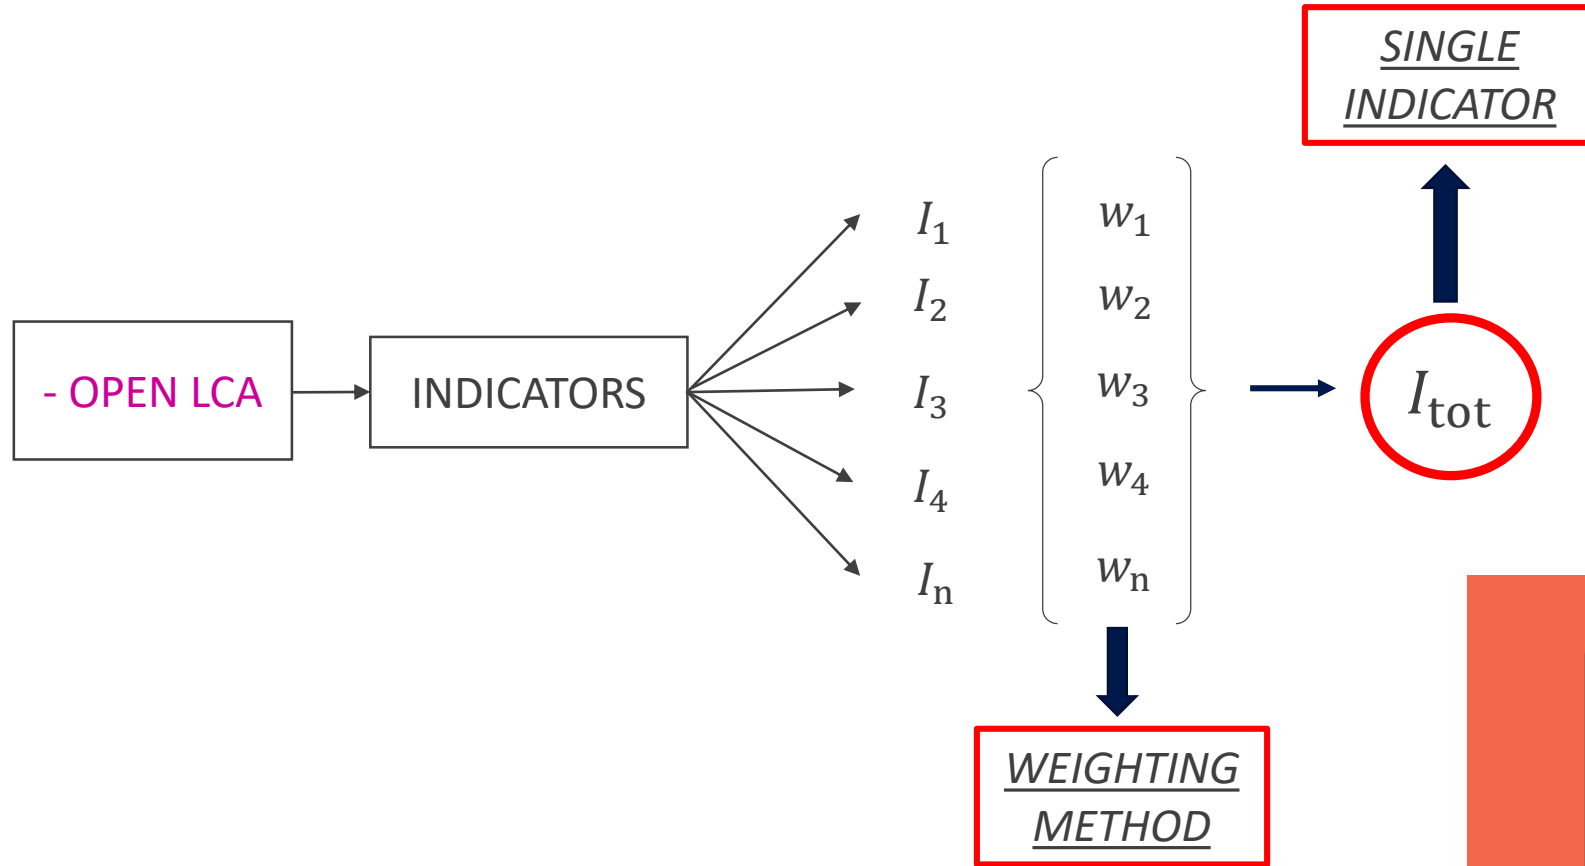 SINGLE
INDICATOR
- OPEN LCA
INDICATORS
I₁
I₂
I₃
I₄
Iₙ
w₁
w₂
w₃
w₄
wₙ
Iₜₒₜ
WEIGHTING
METHOD